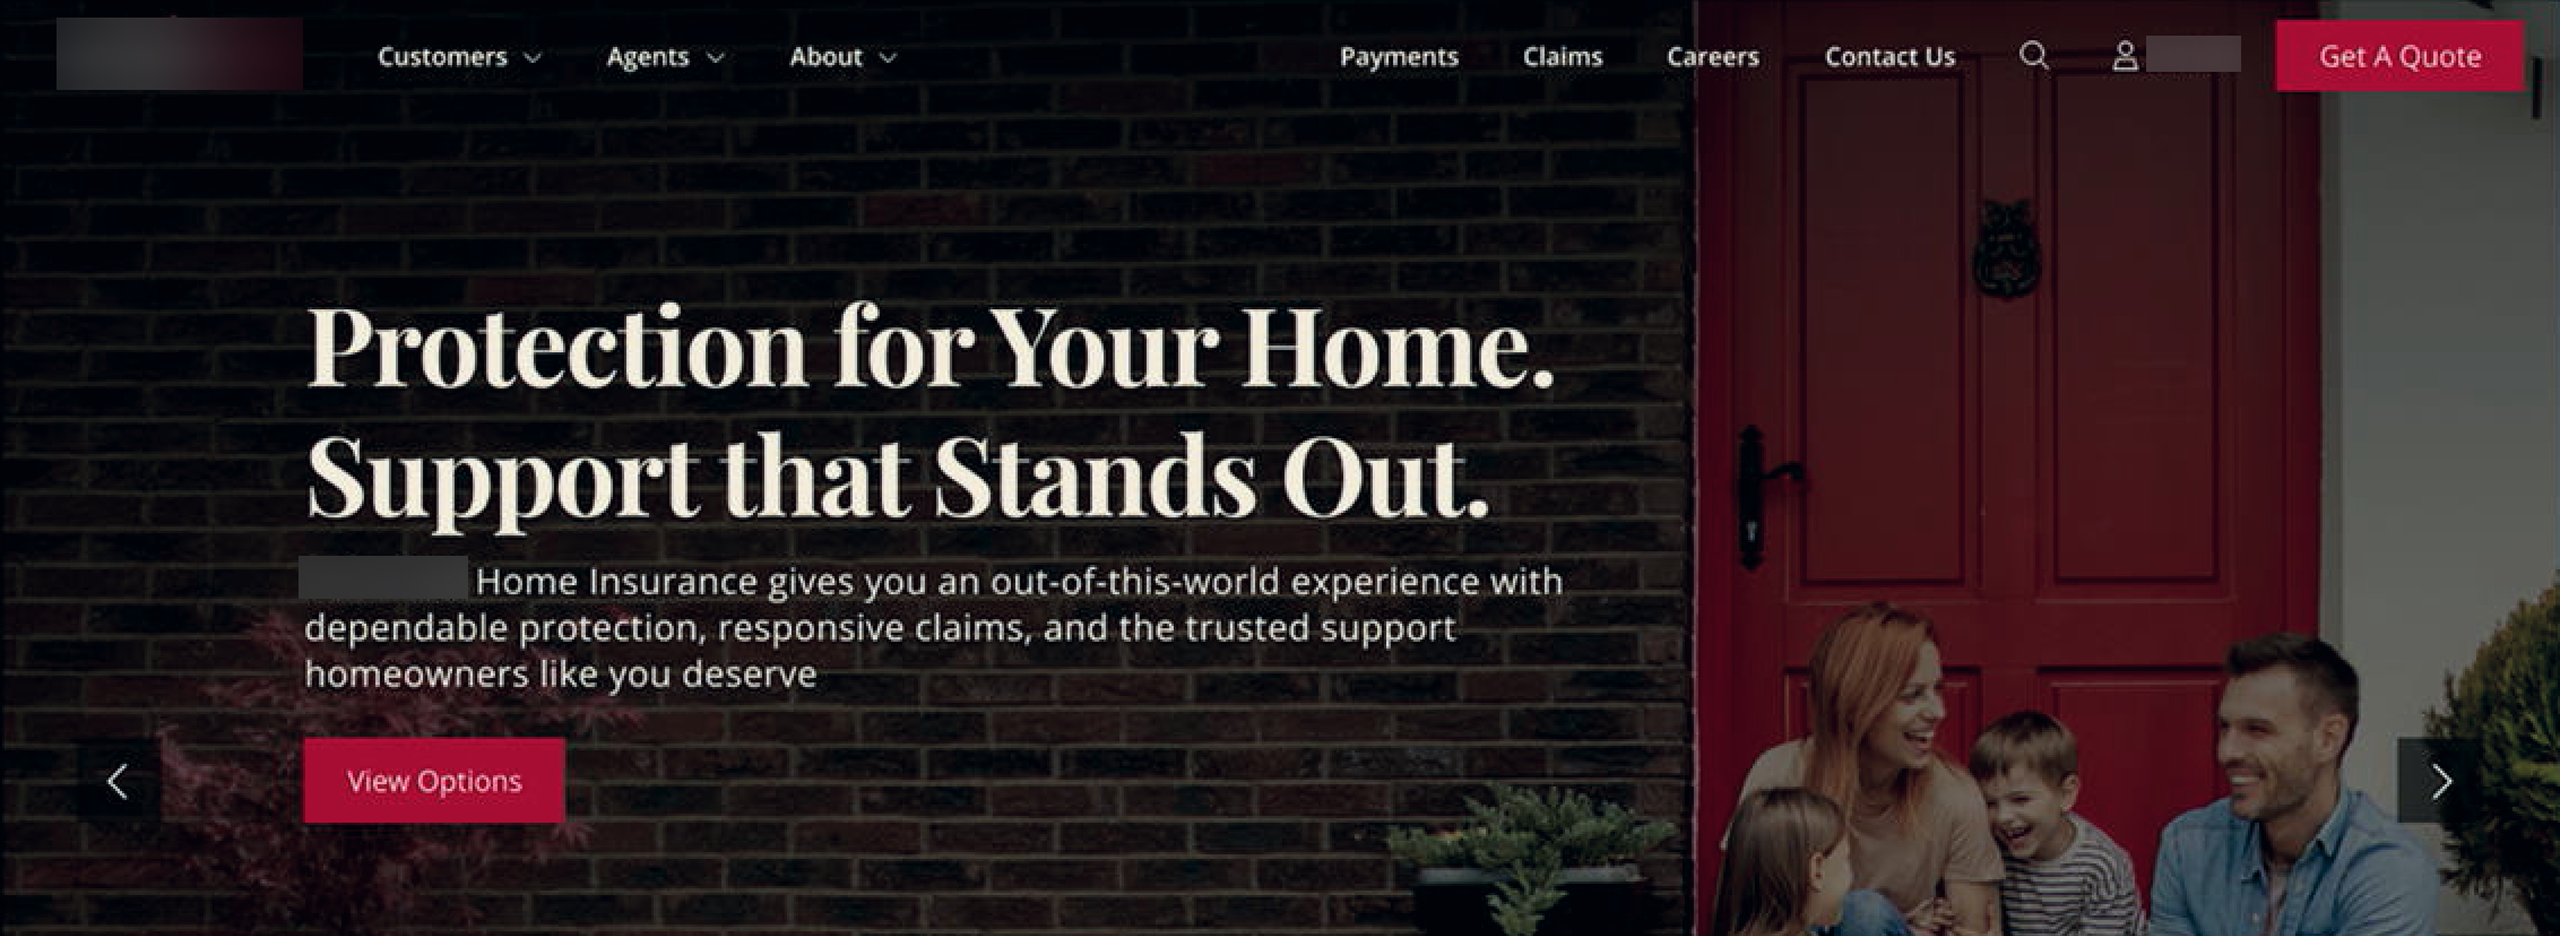 Customers Agents About Payments Claims Careers Contact Us Get A Quote
Protection for Your Home.
Support that Stands Out.
Home Insurance gives you an out-of-this-world experience with
dependable protection, responsive claims, and the trusted support
homeowners like you deserve
View Options